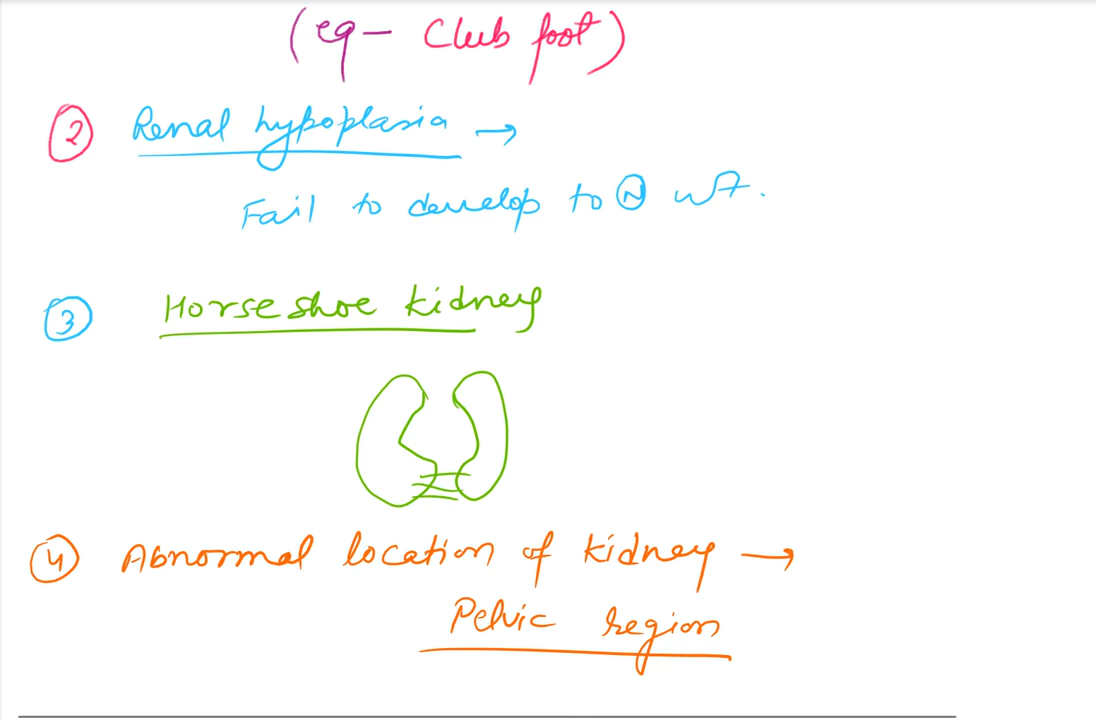 (eg- Club foot)
② Renal hypoplasia →
Fail to develop to Ⓝ wt.
③ Horse shoe kidney
④ Abnormal location of kidney →
Pelvic region